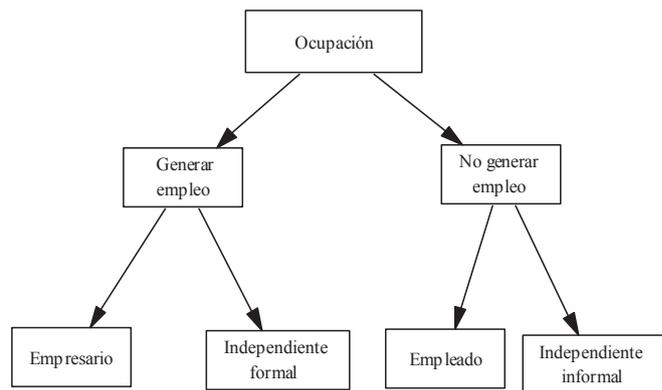 Ocupación
Generar
empleo
No generar
empleo
Empresario
Independiente
formal
Empleado
Independiente
informal